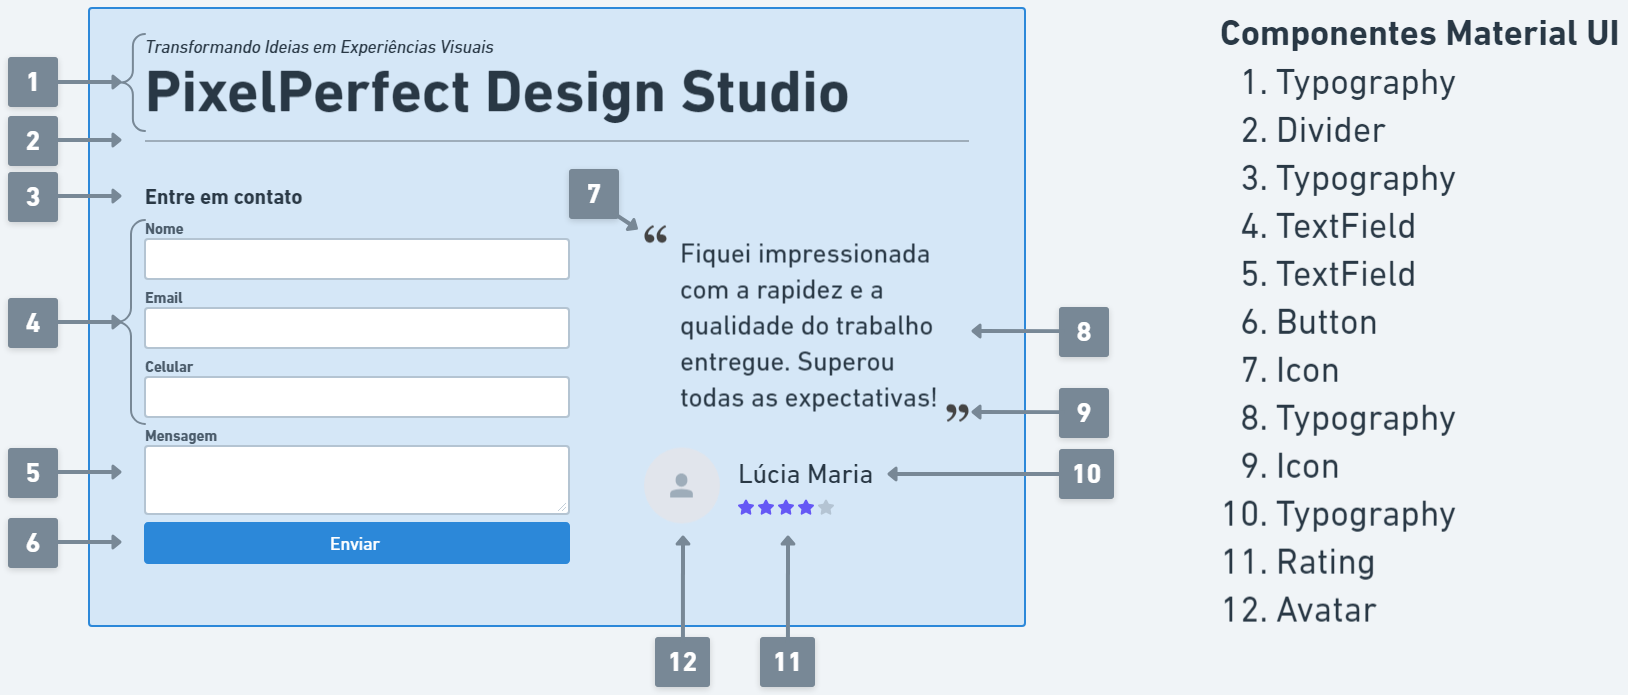 Transformando Ideias em Experiências Visuais
PixelPerfect Design Studio
1
2
3
Entre em contato
Nome
Email
4
Celular
Mensagem
5
6
Enviar
7
“
Fiquei impressionada
com a rapidez e a
qualidade do trabalho
entregue. Superou
todas as expectativas!
”
8
9
10
Lúcia Maria
12
11
Componentes Material UI
1. Typography
2. Divider
3. Typography
4. TextField
5. TextField
6. Button
7. Icon
8. Typography
9. Icon
10. Typography
11. Rating
12. Avatar